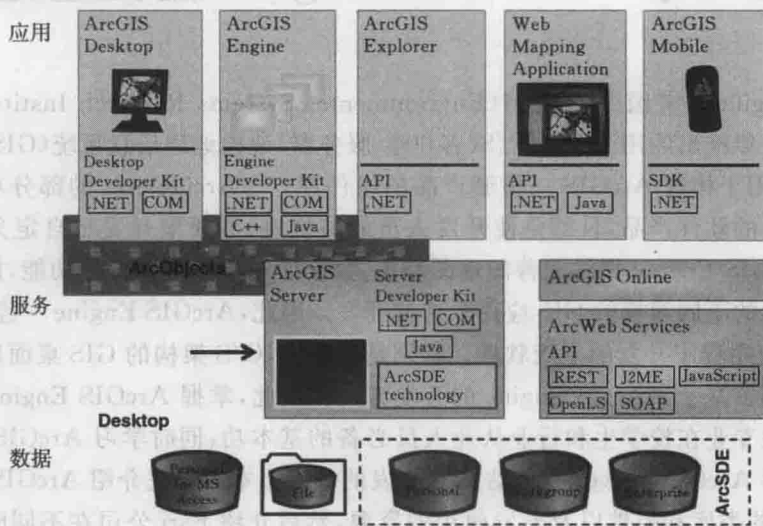 应用
ArcGIS Desktop
Desktop Developer Kit
.NET COM
ArcGIS Engine
Engine Developer Kit
.NET COM
C++ Java
ArcGIS Explorer
API
.NET
Web Mapping Application
API
.NET Java
ArcGIS Mobile
SDK
.NET
ArcObjects
服务
ArcGIS Server
Server Developer Kit
.NET COM
Java
ArcSDE technology
ArcGIS Online
ArcWeb Services
API
REST J2ME JavaScript
OpenLS SOAP
Desktop
数据
Personal
for MS
Access
File
Personal
Workgroup
Enterprise
ArcSDE